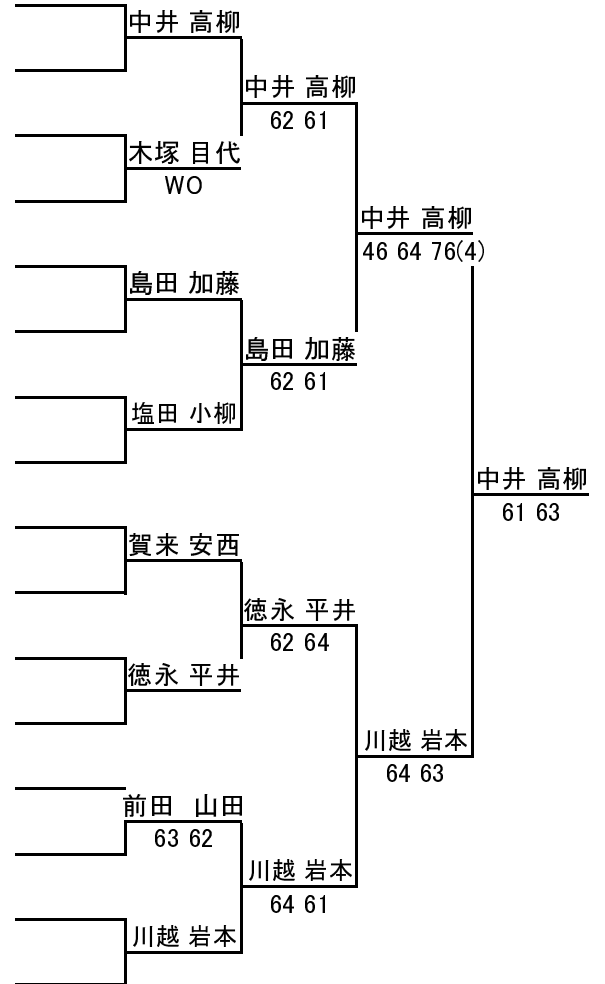 中井 高柳
中井 高柳
62 61
木塚 目代
WO
中井 高柳
46 64 76(4)
島田 加藤
島田 加藤
62 61
塩田 小柳
中井 高柳
61 63
賀来 安西
徳永 平井
62 64
徳永 平井
川越 岩本
64 63
前田 山田
63 62
川越 岩本
64 61
川越 岩本